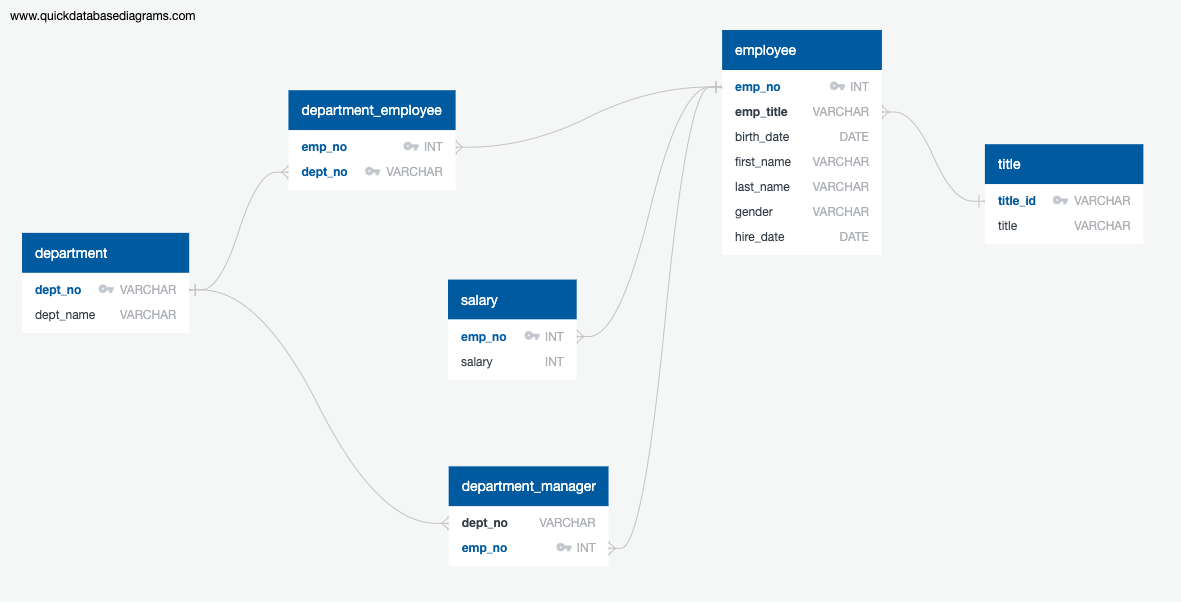 www.quickdatabasediagrams.com
employee
emp_no INT
emp_title VARCHAR
birth_date DATE
first_name VARCHAR
last_name VARCHAR
gender VARCHAR
hire_date DATE
department_employee
emp_no INT
dept_no VARCHAR
title
title_id VARCHAR
title VARCHAR
department
dept_no VARCHAR
dept_name VARCHAR
salary
emp_no INT
salary INT
department_manager
dept_no VARCHAR
emp_no INT